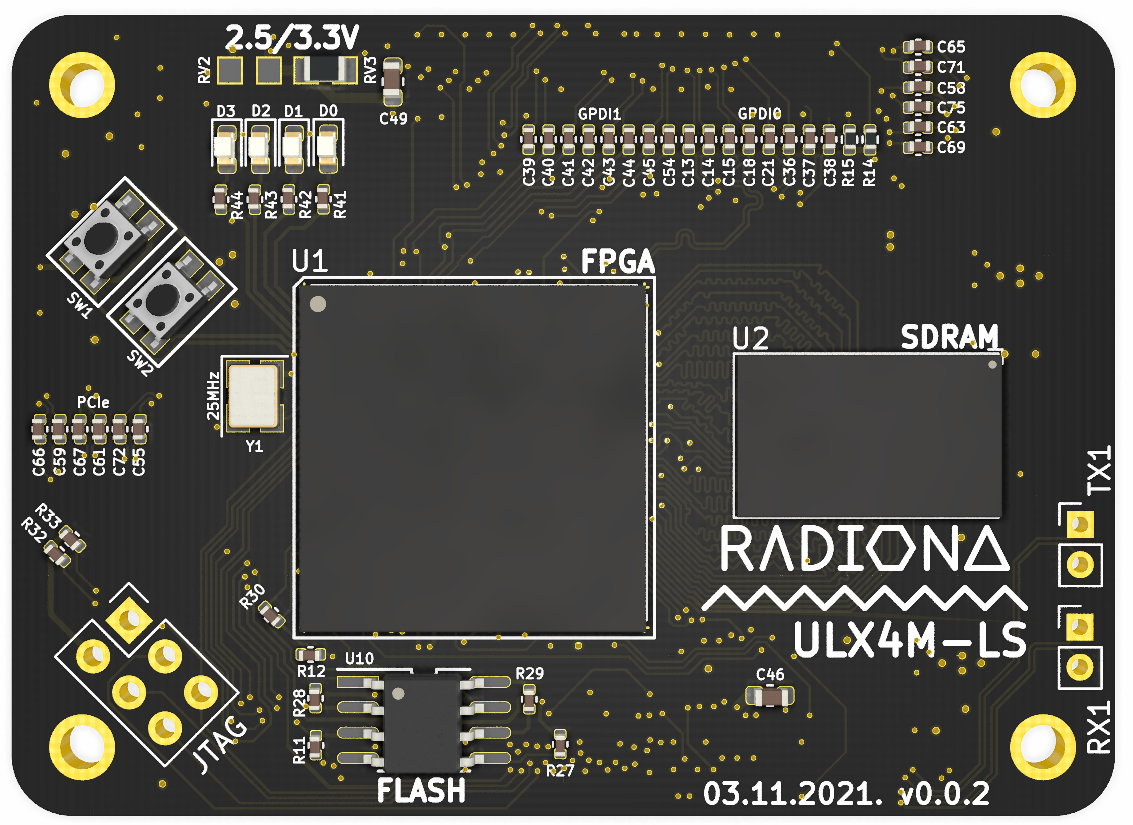 2.5/3.3V
RV2
RV3
C49
D3 D2 D1 D0
R44 R43 R42 R41
GPDI1 GPDI0
C39 C40 C41 C42 C43 C44 C45 C54 C13 C14 C15 C18 C21 C36 C37 C38 R15 R14
C65
C71
C58
C75
C63
C69
SW1
SW2
U1 FPGA
U2 SDRAM
25MHz
Y1
PCIe
C66 C59 C67 C61 C72 C55
R33
R32
R30
TX1
RADIONA
ULX4M-LS
RX1
JTAG
R12
U10
R28
R29
R11
R27
C46
FLASH
03.11.2021. v0.0.2